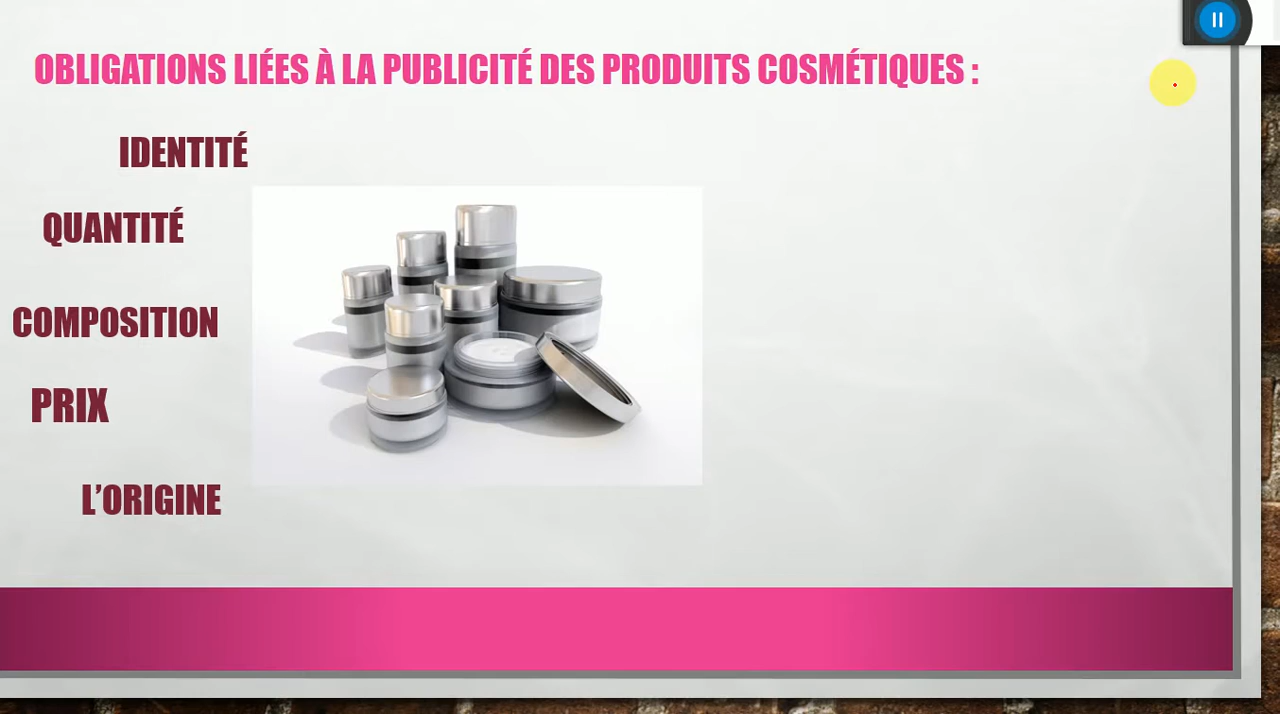 OBLIGATIONS LIÉES À LA PUBLICITÉ DES PRODUITS COSMÉTIQUES :
IDENTITÉ
QUANTITÉ
COMPOSITION
PRIX
L’ORIGINE